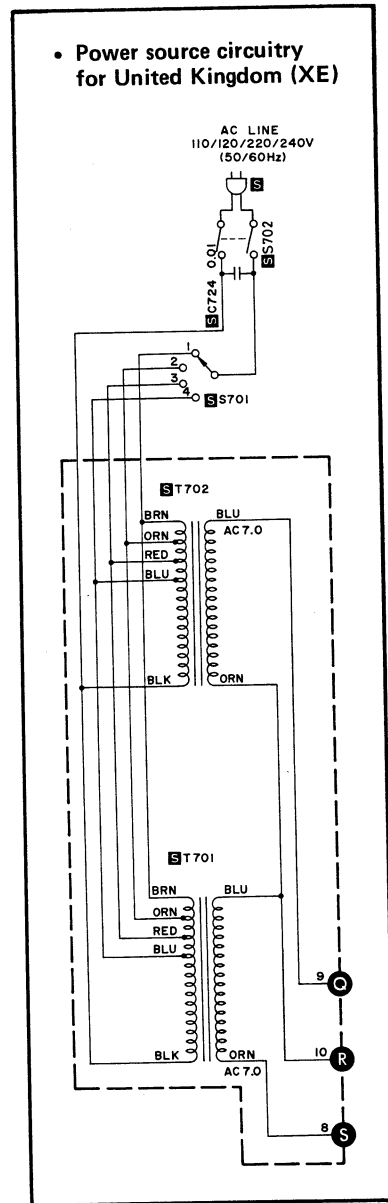 • Power source circuitry
for United Kingdom (XE)
AC LINE
110/120/220/240V
(50/60Hz)
S
0.01
S S702
S C724
1
2
3
4
S S701
S T702
BRN
BLU
AC 7.0
ORN
RED
BLU
BLK
ORN
S T701
BRN
BLU
ORN
RED
BLU
9 Q
10 R
BLK
ORN
AC 7.0
8 S